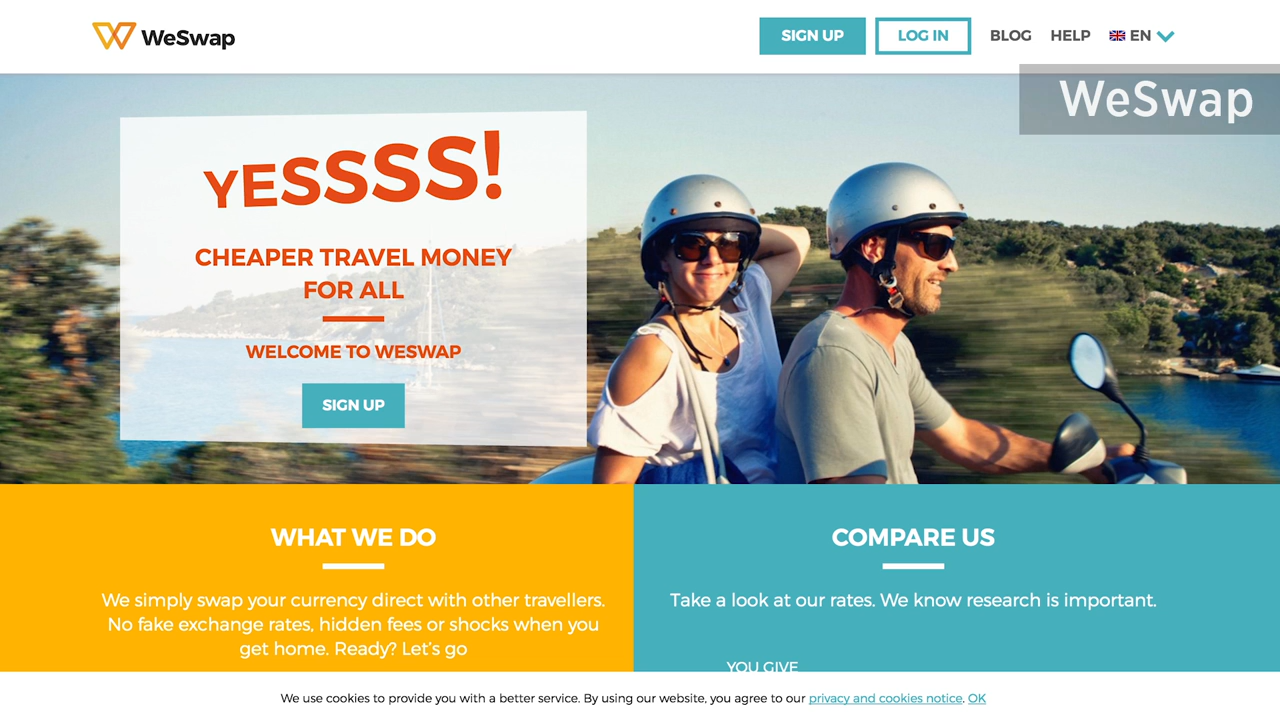 WeSwap
SIGN UP
LOG IN
BLOG
HELP
EN
WeSwap
YESSSS!
CHEAPER TRAVEL MONEY
FOR ALL
WELCOME TO WESWAP
SIGN UP
WHAT WE DO
We simply swap your currency direct with other travellers.
No fake exchange rates, hidden fees or shocks when you
get home. Ready? Let's go
COMPARE US
Take a look at our rates. We know research is important.
YOU GIVE
We use cookies to provide you with a better service. By using our website, you agree to our privacy and cookies notice. OK